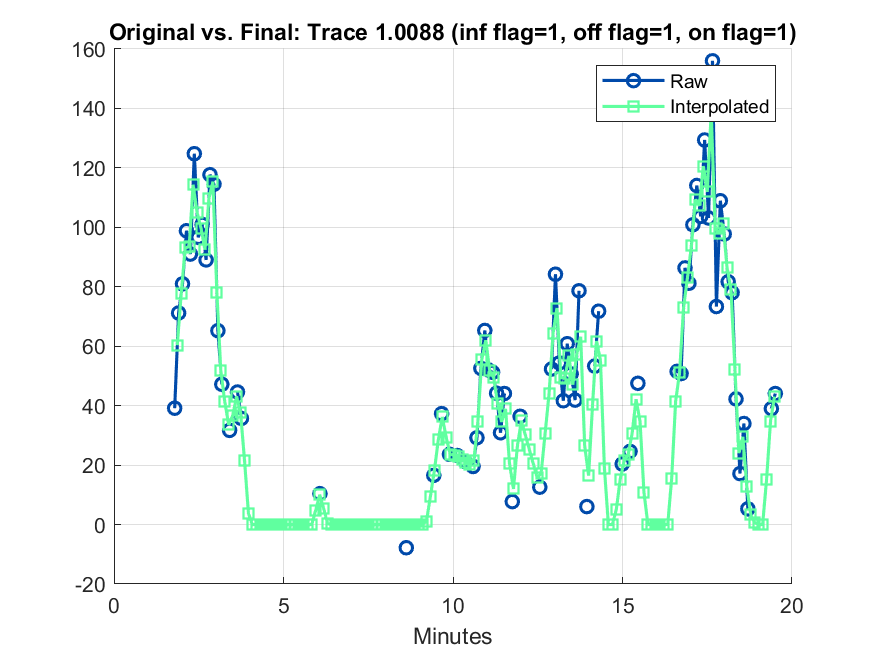 Original vs. Final: Trace 1.0088 (inf flag=1, off flag=1, on flag=1)
160
140
120
100
80
60
40
20
0
-20
Raw
Interpolated
0 5 10 15 20
Minutes